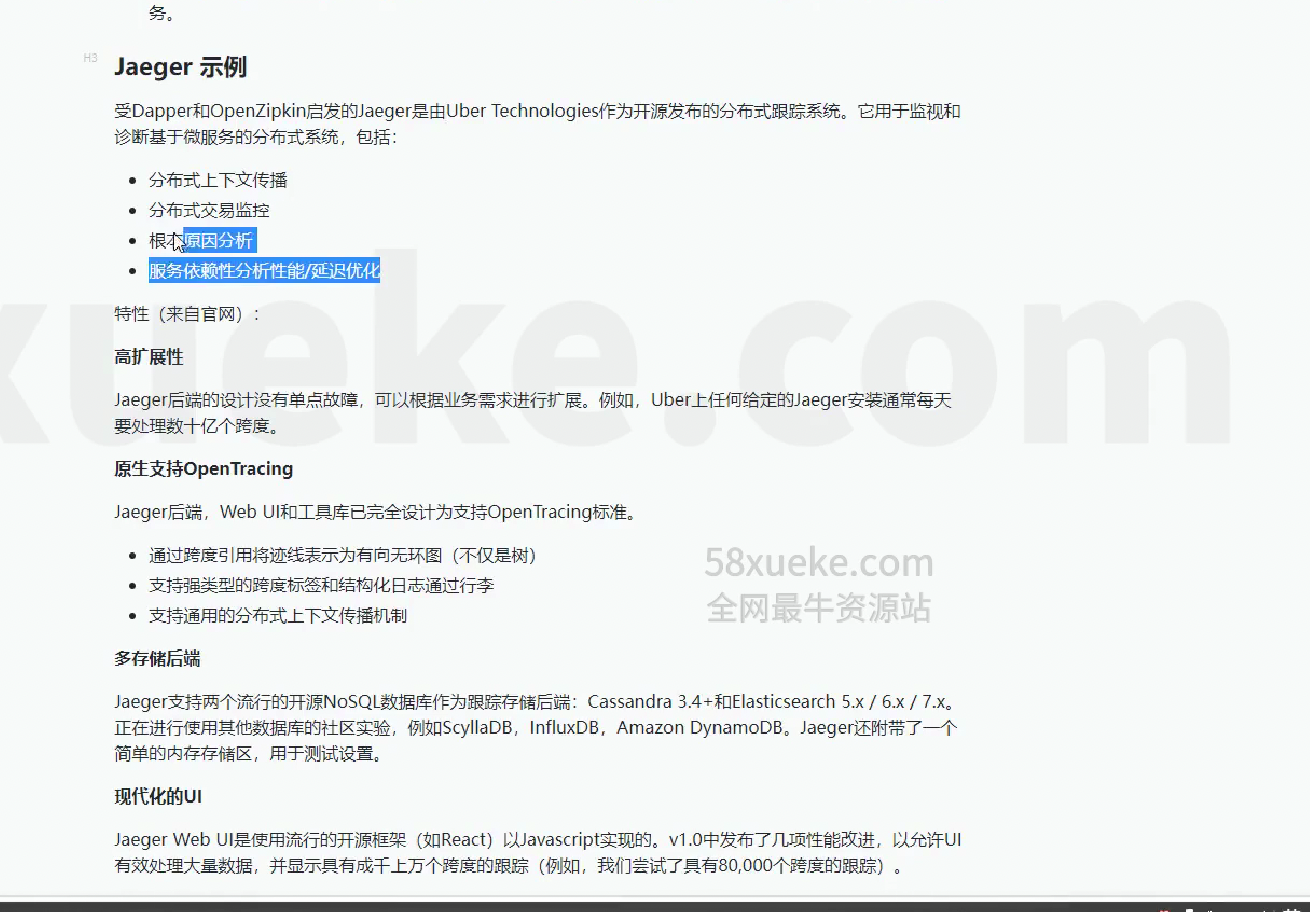 务。
H3
Jaeger 示例
受Dapper和OpenZipkin启发的Jaeger是由Uber Technologies作为开源发布的分布式跟踪系统。它用于监视和
诊断基于微服务的分布式系统，包括：
分布式上下文传播
分布式交易监控
根本原因分析
服务依赖性分析性能/延迟优化
特性（来自官网）：
高扩展性
Jaeger后端的设计没有单点故障，可以根据业务需求进行扩展。例如，Uber上任何给定的Jaeger安装通常每天
要处理数十亿个跨度。
原生支持OpenTracing
Jaeger后端，Web UI和工具库已完全设计为支持OpenTracing标准。
通过跨度引用将迹线表示为有向无环图（不仅是树）
支持强类型的跨度标签和结构化日志通过行李
支持通用的分布式上下文传播机制
多存储后端
Jaeger支持两个流行的开源NoSQL数据库作为跟踪存储后端：Cassandra 3.4+和Elasticsearch 5.x / 6.x / 7.x。
正在进行使用其他数据库的社区实验，例如ScyllaDB，InfluxDB，Amazon DynamoDB。Jaeger还附带了一个
简单的内存存储区，用于测试设置。
现代化的UI
Jaeger Web UI是使用流行的开源框架（如React）以Javascript实现的。v1.0中发布了几项性能改进，以允许UI
有效处理大量数据，并显示具有成千上万个跨度的跟踪（例如，我们尝试了具有80,000个跨度的跟踪）。
xueke.com
58xueke.com
全网最牛资源站